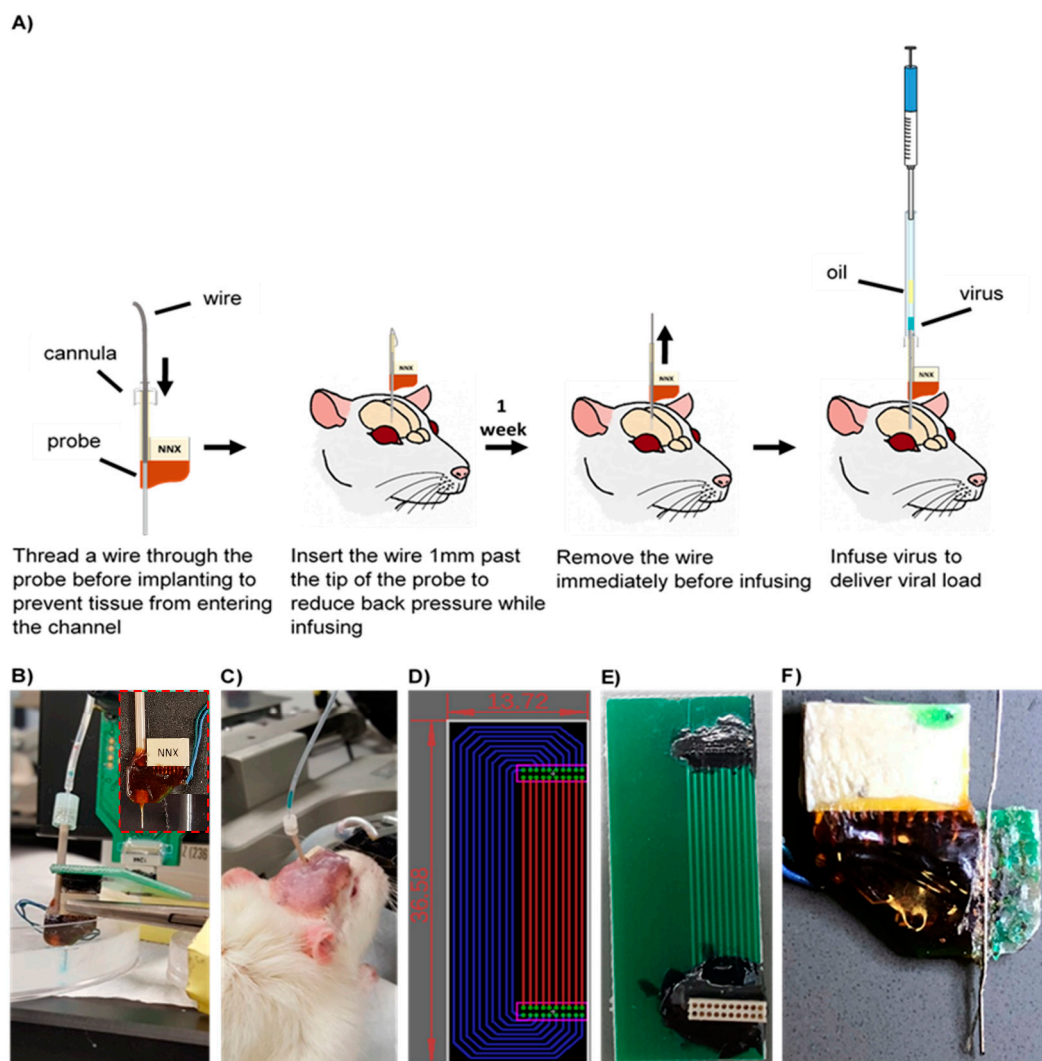 A)
wire
cannula
probe
NNX
NNX
1
week
NNX
oil
virus
NNX
Thread a wire through the
probe before implanting to
prevent tissue from entering
the channel
Insert the wire 1mm past
the tip of the probe to
reduce back pressure while
infusing
Remove the wire
immediately before infusing
Infuse virus to
deliver viral load
B)
NNX
C)
D)
13.72
36.58
E)
F)